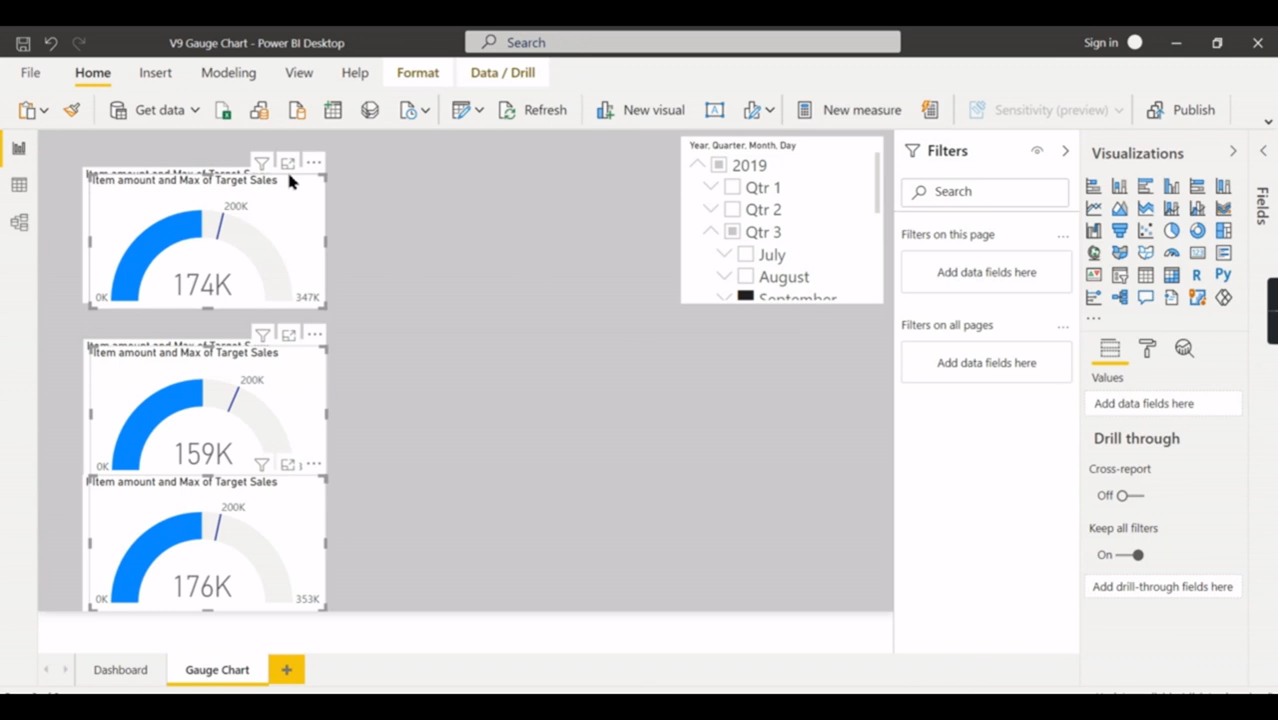 V9 Gauge Chart - Power BI Desktop
Search
Sign in
File
Home
Insert
Modeling
View
Help
Format
Data / Drill
Get data
Refresh
New visual
New measure
Sensitivity (preview)
Publish
Item amount and Max of Target Sales
200K
174K
0K
347K
Item amount and Max of Target Sales
200K
159K
0K
Item amount and Max of Target Sales
200K
176K
0K
353K
Year, Quarter, Month, Day
2019
Qtr 1
Qtr 2
Qtr 3
July
August
September
Filters
Search
Filters on this page
Add data fields here
Filters on all pages
Add data fields here
Visualizations
R
Py
Values
Add data fields here
Drill through
Cross-report
Off
Keep all filters
On
Add drill-through fields here
Fields
Dashboard
Gauge Chart